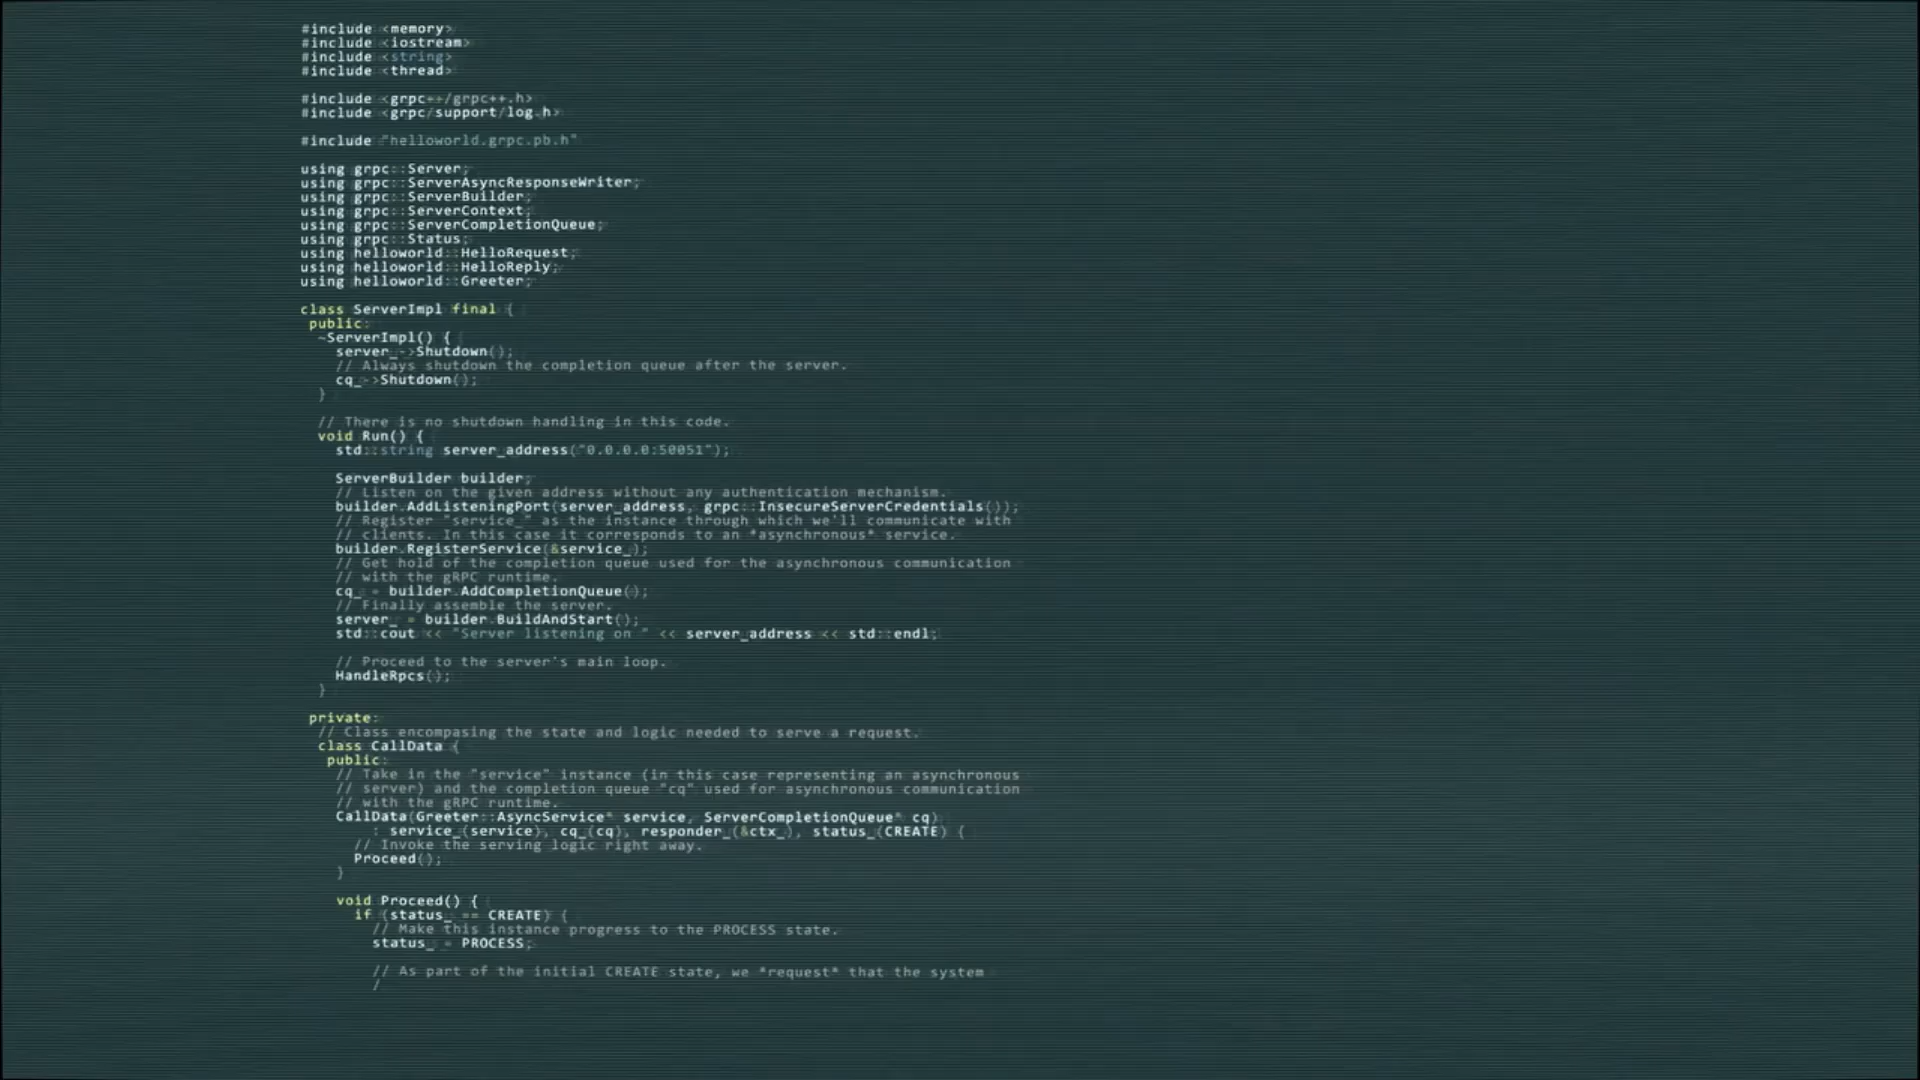 #include <memory>
#include <iostream>
#include <string>
#include <thread>
#include <grpc++/grpc++.h>
#include <grpc/support/log.h>
#include "helloworld.grpc.pb.h"
using grpc::Server;
using grpc::ServerAsyncResponseWriter;
using grpc::ServerBuilder;
using grpc::ServerContext;
using grpc::ServerCompletionQueue;
using grpc::Status;
using helloworld::HelloRequest;
using helloworld::HelloReply;
using helloworld::Greeter;
class ServerImpl final {
public:
~ServerImpl() {
server_->Shutdown();
// Always shutdown the completion queue after the server.
cq_->Shutdown();
}
// There is no shutdown handling in this code.
void Run() {
std::string server_address("0.0.0.0:50051");
ServerBuilder builder;
// Listen on the given address without any authentication mechanism.
builder.AddListeningPort(server_address, grpc::InsecureServerCredentials());
// Register "service_" as the instance through which we'll communicate with
// clients. In this case it corresponds to an *asynchronous* service.
builder.RegisterService(&service_);
// Get hold of the completion queue used for the asynchronous communication
// with the gRPC runtime.
cq_ = builder.AddCompletionQueue();
// Finally assemble the server.
server_ = builder.BuildAndStart();
std::cout << "Server listening on " << server_address << std::endl;
// Proceed to the server's main loop.
HandleRpcs();
}
private:
// Class encompasing the state and logic needed to serve a request.
class CallData {
public:
// Take in the "service" instance (in this case representing an asynchronous
// server) and the completion queue "cq" used for asynchronous communication
// with the gRPC runtime.
CallData(Greeter::AsyncService* service, ServerCompletionQueue* cq)
: service_(service), cq_(cq), responder_(&ctx_), status_(CREATE) {
// Invoke the serving logic right away.
Proceed();
}
void Proceed() {
if (status_ == CREATE) {
// Make this instance progress to the PROCESS state.
status_ = PROCESS;
// As part of the initial CREATE state, we *request* that the system
/